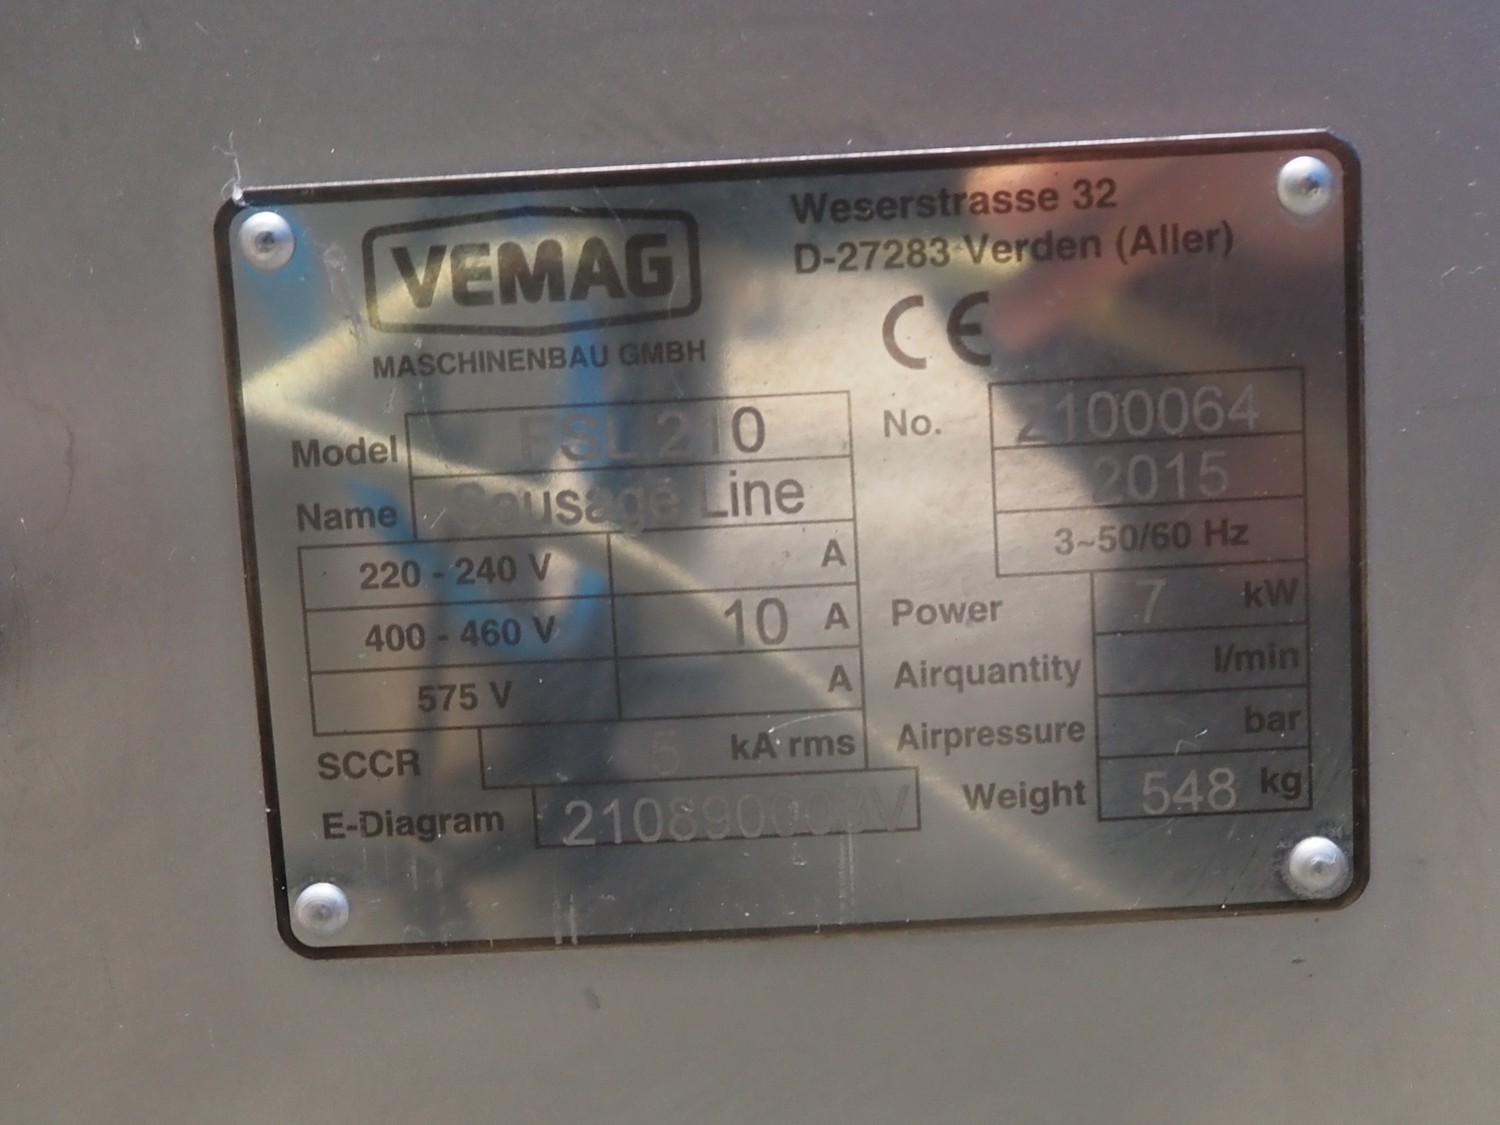 VEMAG
MASCHINENBAU GMBH
Weserstrasse 32
D-27283 Verden (Aller)
CE
Model FSL 210
Name Sausage Line
220 - 240 V A
400 - 460 V 10 A
575 V A
SCCR 5 kA rms
E-Diagram
No. 2100064
2015
3~50/60 Hz
Power 7 kW
Airquantity l/min
Airpressure bar
Weight 548 kg